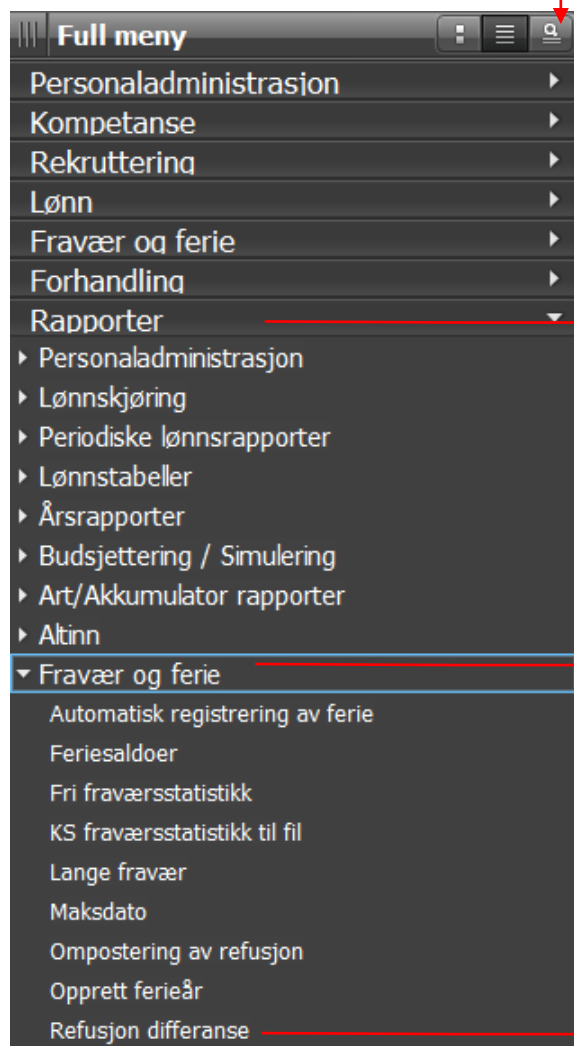 Full meny
Personaladministrasjon
Kompetanse
Rekruttering
Lønn
Fravær og ferie
Forhandling
Rapporter
Personaladministrasjon
Lønnskjøring
Periodiske lønnsrapporter
Lønnstabeller
Årsrapporter
Budsjettering / Simulering
Art/Akkumulator rapporter
Altinn
Fravær og ferie
Automatisk registrering av ferie
Feriesaldoer
Fri fraværsstatistikk
KS fraværsstatistikk til fil
Lange fravær
Maksdato
Ompostering av refusjon
Opprett ferieår
Refusjon differanse